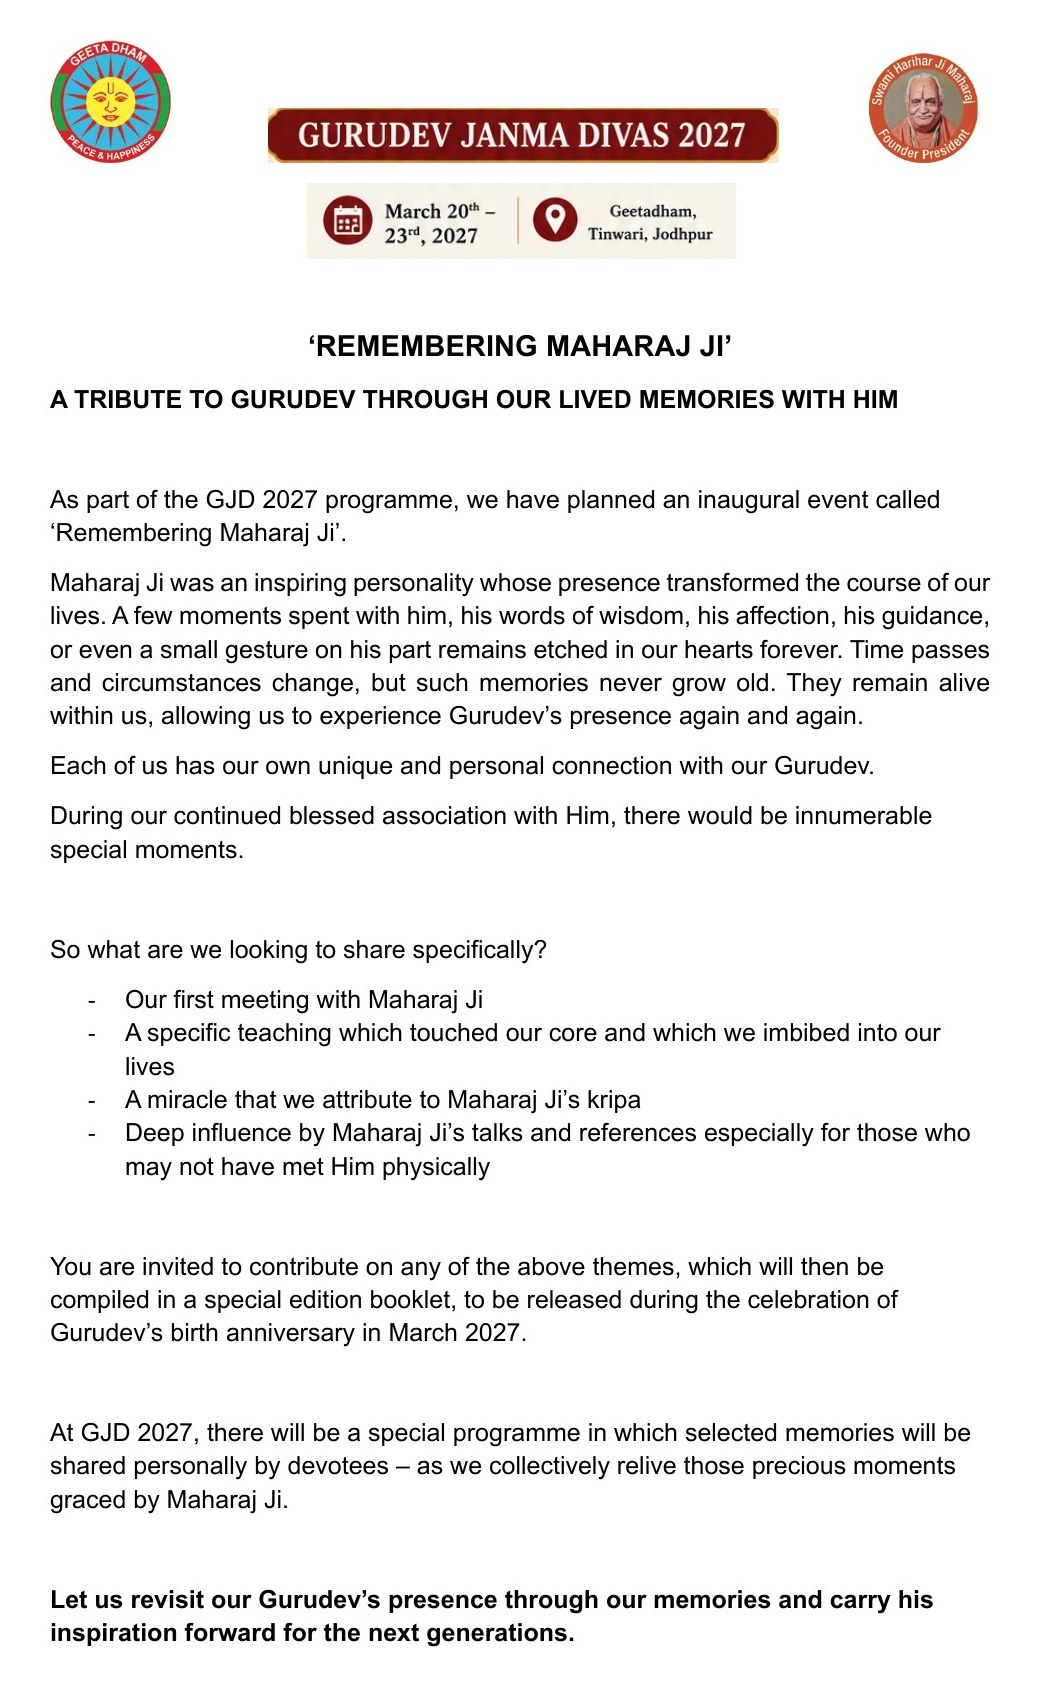 GEETA DHAM
PEACE & HAPPINESS
GURUDEV JANMA DIVAS 2027
Swami Harihar Ji Maharaj
Founder President
March 20th –
23rd, 2027
Geetadham,
Tinwari, Jodhpur
‘REMEMBERING MAHARAJ JI’
A TRIBUTE TO GURUDEV THROUGH OUR LIVED MEMORIES WITH HIM
As part of the GJD 2027 programme, we have planned an inaugural event called
‘Remembering Maharaj Ji’.
Maharaj Ji was an inspiring personality whose presence transformed the course of our
lives. A few moments spent with him, his words of wisdom, his affection, his guidance,
or even a small gesture on his part remains etched in our hearts forever. Time passes
and circumstances change, but such memories never grow old. They remain alive
within us, allowing us to experience Gurudev’s presence again and again.
Each of us has our own unique and personal connection with our Gurudev.
During our continued blessed association with Him, there would be innumerable
special moments.
So what are we looking to share specifically?
- Our first meeting with Maharaj Ji
- A specific teaching which touched our core and which we imbibed into our
lives
- A miracle that we attribute to Maharaj Ji’s kripa
- Deep influence by Maharaj Ji’s talks and references especially for those who
may not have met Him physically
You are invited to contribute on any of the above themes, which will then be
compiled in a special edition booklet, to be released during the celebration of
Gurudev’s birth anniversary in March 2027.
At GJD 2027, there will be a special programme in which selected memories will be
shared personally by devotees – as we collectively relive those precious moments
graced by Maharaj Ji.
Let us revisit our Gurudev’s presence through our memories and carry his
inspiration forward for the next generations.